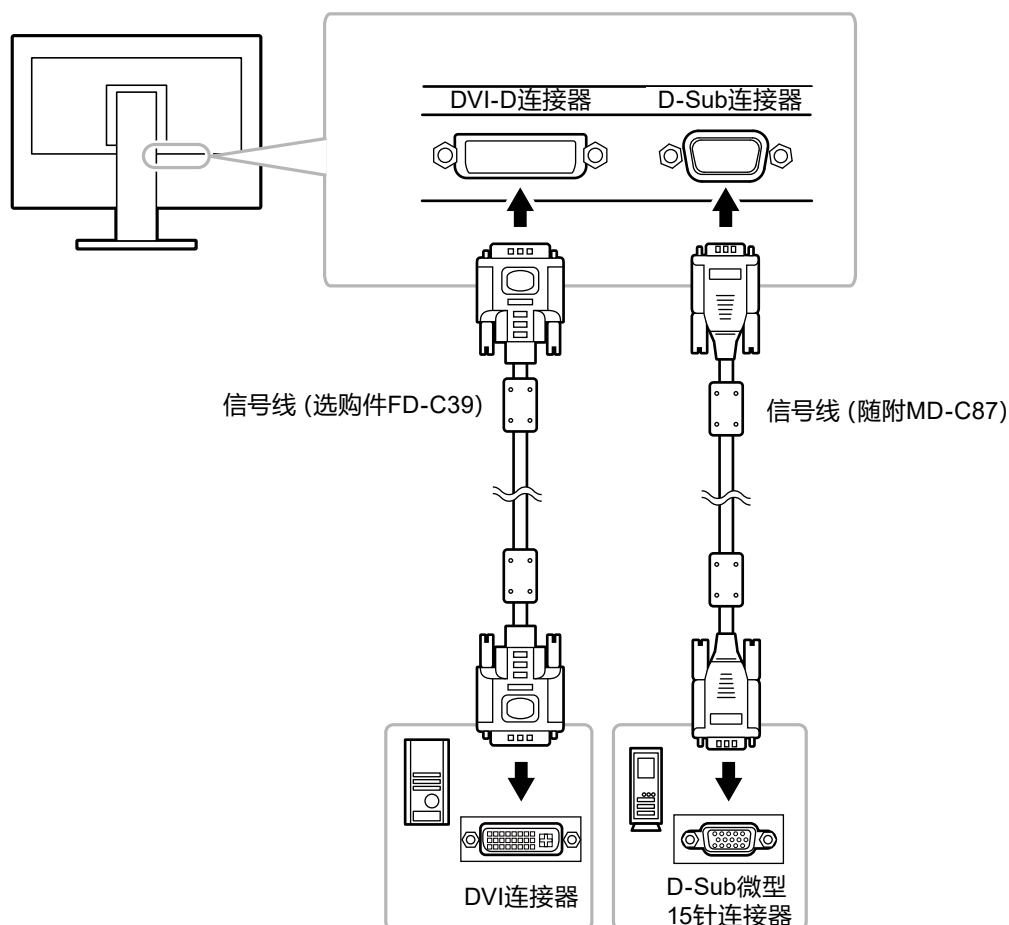 DVI-D连接器
D-Sub连接器
信号线 (选购件FD-C39)
信号线 (随附MD-C87)
DVI连接器
D-Sub微型
15针连接器